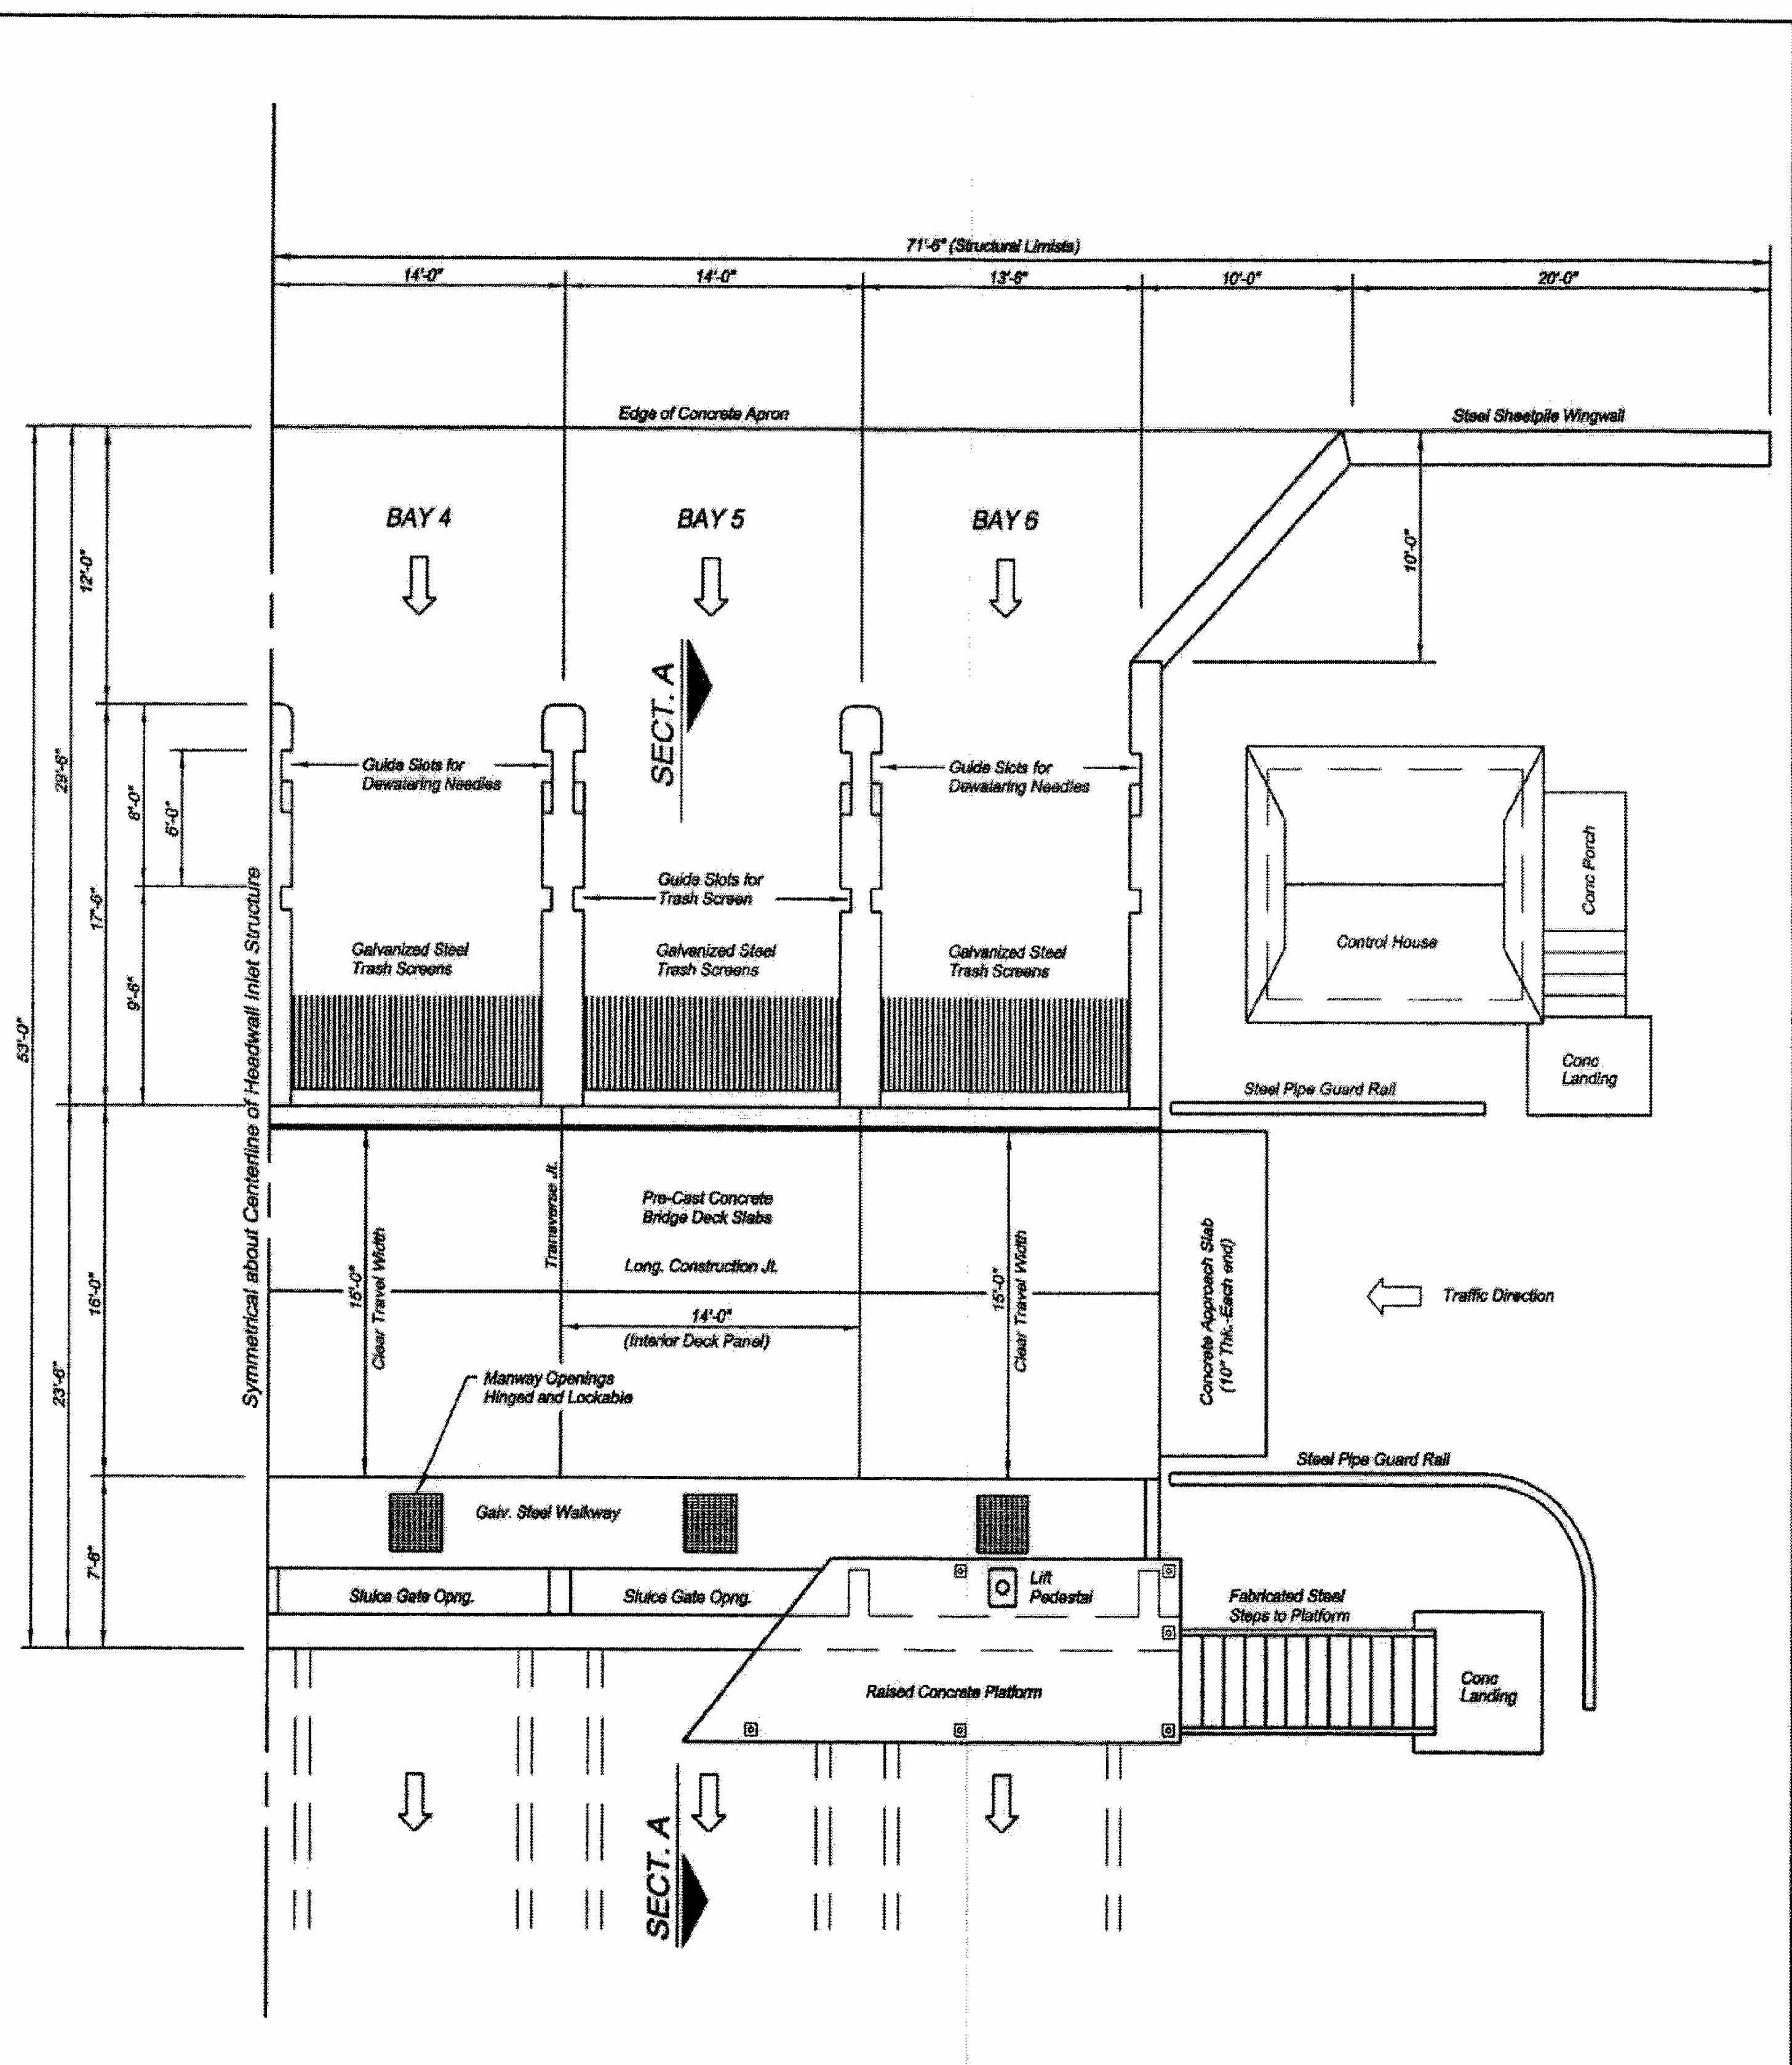 71'-6" (Structural Limists)
14'-0"
14'-0"
13'-6"
10'-0"
20'-0"
Edge of Concrete Apron
Steel Sheetpile Wingwall
BAY 4
BAY 5
BAY 6
12'-0"
10'-0"
SECT. A
29'-6"
8'-0"
6'-0"
17'-6"
9'-6"
53'-0"
Guide Slots for
Dewatering Needles
Guide Slots for
Dewatering Needles
Guide Slots for
Trash Screen
Galvanized Steel
Trash Screens
Galvanized Steel
Trash Screens
Galvanized Steel
Trash Screens
Control House
Conc Porch
Conc
Landing
Steel Pipe Guard Rail
Symmetrical about Centerline of Headwall Inlet Structure
16'-0"
23'-6"
7'-6"
15'-0"
Clear Travel Width
Transverse Jt.
Pre-Cast Concrete
Bridge Deck Slabs
Long. Construction Jt.
14'-0"
(Interior Deck Panel)
15'-0"
Clear Travel Width
Concrete Approach Slab
(10" Thk.-Each end)
Traffic Direction
Manway Openings
Hinged and Lockable
Steel Pipe Guard Rail
Galv. Steel Walkway
Sluice Gate Opng.
Sluice Gate Opng.
Lift
Pedestal
Fabricated Steel
Steps to Platform
Raised Concrete Platform
Conc
Landing
SECT. A